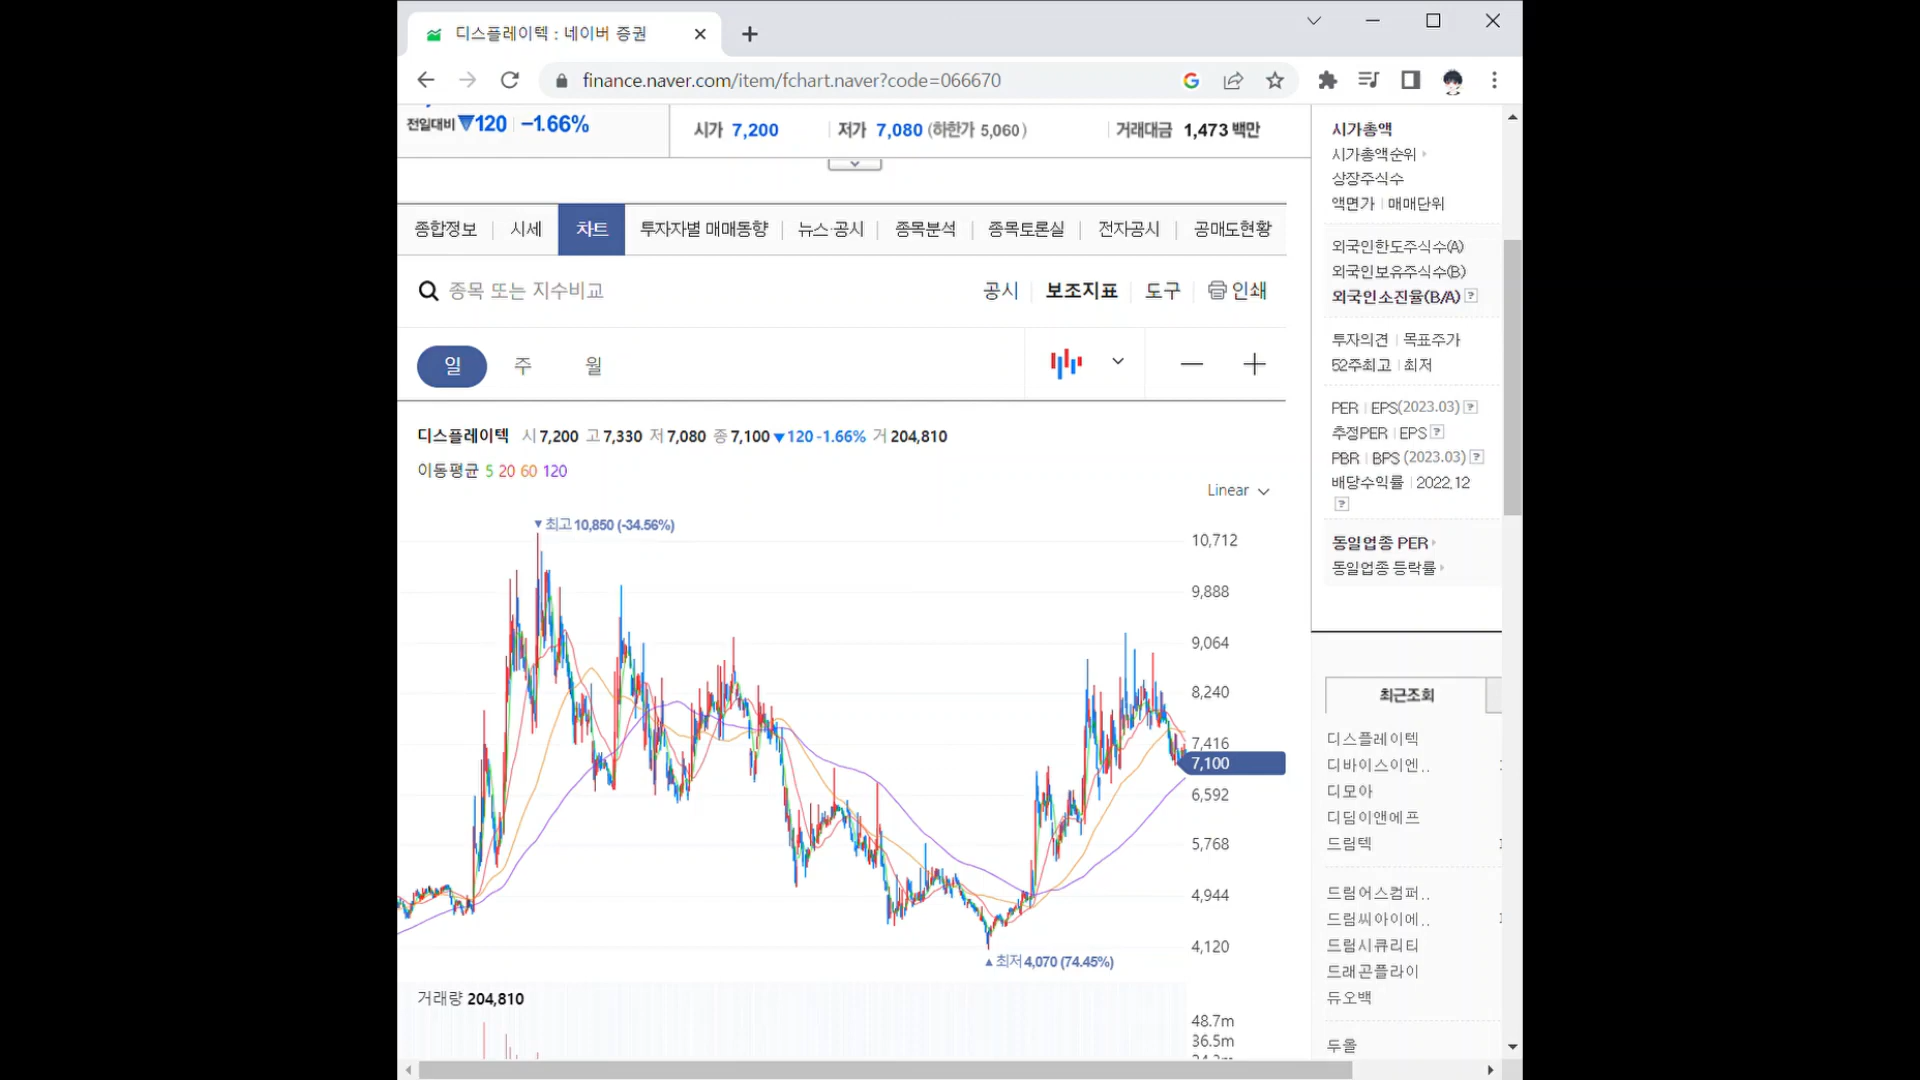 디스플레이텍 : 네이버 증권
finance.naver.com/item/fchart.naver?code=066670
전일대비 ▼120 -1.66%
시가 7,200 저가 7,080 (하한가 5,060) 거래대금 1,473 백만
종합정보 시세 차트 투자자별 매매동향 뉴스·공시 종목분석 종목토론실 전자공시 공매도현황
종목 또는 지수비교
공시 보조지표 도구 인쇄
일 주 월
디스플레이텍 시 7,200 고 7,330 저 7,080 종 7,100 ▼120 -1.66% 거 204,810
이동평균 5 20 60 120
Linear
▼최고 10,850 (-34.56%)
10,712
9,888
9,064
8,240
7,416
7,100
6,592
5,768
4,944
4,120
▲최저 4,070 (74.45%)
거래량 204,810
48.7m
36.5m
시가총액
시가총액순위
상장주식수
액면가 매매단위
외국인한도주식수(A)
외국인보유주식수(B)
외국인소진율(B/A) ?
투자의견 목표주가
52주최고 최저
PER EPS(2023.03) ?
추정PER EPS ?
PBR BPS (2023.03) ?
배당수익률 2022.12
?
동일업종 PER
동일업종 등락률
최근조회
디스플레이텍
디바이스이엔..
디모아
디딤이앤에프
드림텍
드림어스컴퍼..
드림씨아이에..
드림시큐리티
드래곤플라이
듀오백
두올